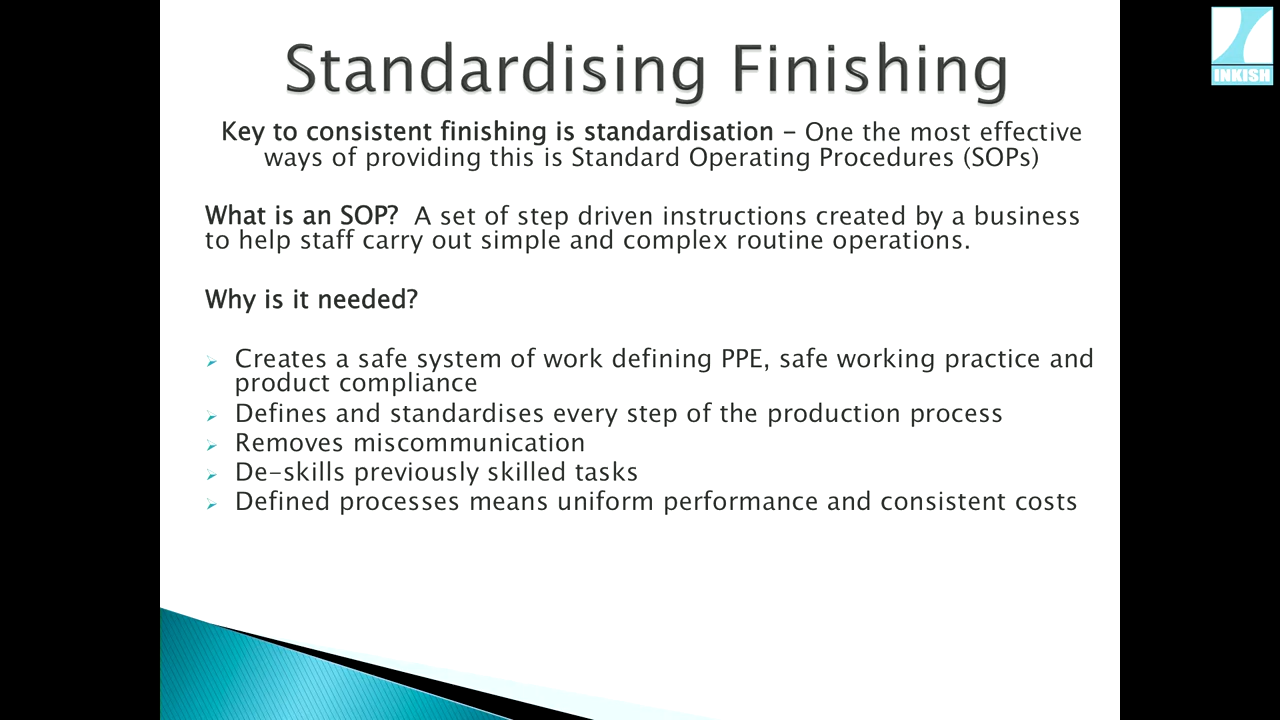 Standardising Finishing
INKISH
Key to consistent finishing is standardisation – One the most effective
ways of providing this is Standard Operating Procedures (SOPs)
What is an SOP? A set of step driven instructions created by a business
to help staff carry out simple and complex routine operations.
Why is it needed?
Creates a safe system of work defining PPE, safe working practice and
product compliance
Defines and standardises every step of the production process
Removes miscommunication
De-skills previously skilled tasks
Defined processes means uniform performance and consistent costs